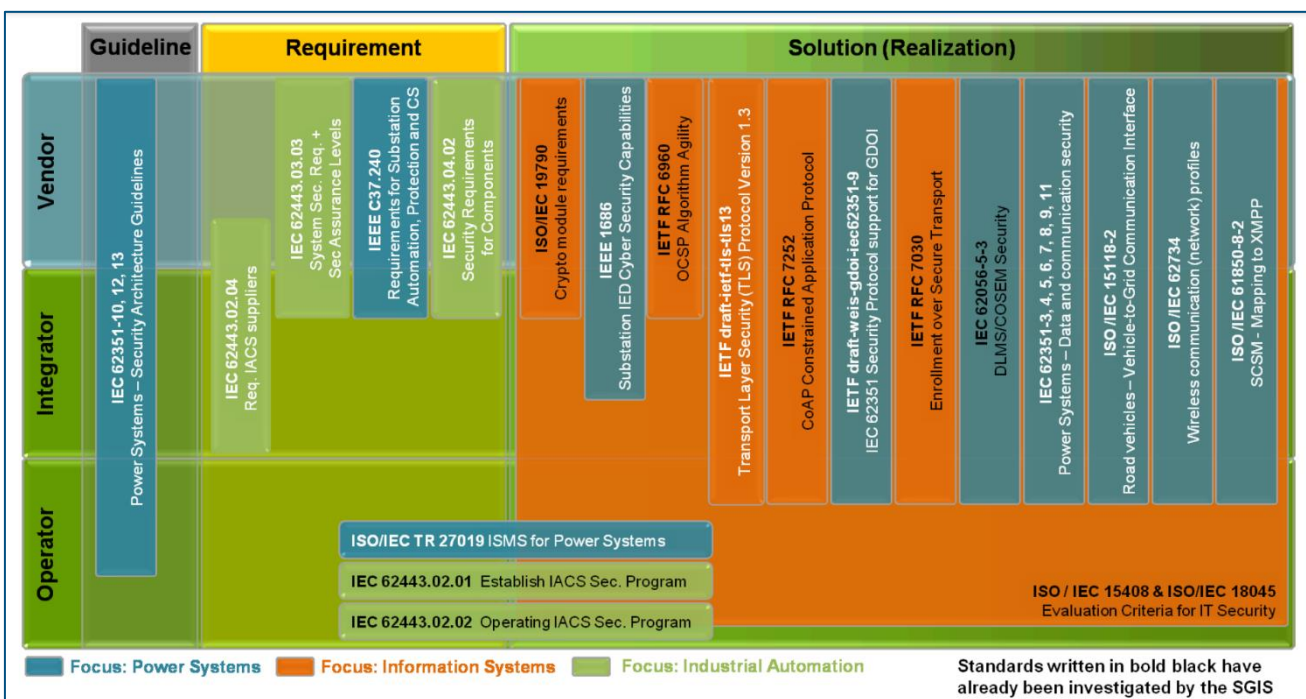 Guideline
Requirement
Solution (Realization)
Vendor
Integrator
Operator
IEC 62351-10, 12, 13
Power Systems – Security Architecture Guidelines
IEC 62443.02.04
Req. IACS suppliers
IEC 62443.03.03
System Sec. Req. +
Sec Assurance Levels
IEEE C37.240
Requirements for Substation
Automation, Protection and CS
IEC 62443.04.02
Security Requirements
for Components
ISO/IEC 19790
Crypto module requirements
IEEE 1686
Substation IED Cyber Security Capabilities
IETF RFC 6960
OCSP Algorithm Agility
IETF draft-ietf-tls-tls13
Transport Layer Security (TLS) Protocol Version 1.3
IETF RFC 7252
CoAP Constrained Application Protocol
IETF draft-weis-gdoi-iec62351-9
IEC 62351 Security Protocol support for GDOI
IETF RFC 7030
Enrollment over Secure Transport
IEC 62056-5-3
DLMS/COSEM Security
IEC 62351-3, 4, 5, 6, 7, 8, 9, 11
Power Systems – Data and communication security
ISO /IEC 15118-2
Road vehicles – Vehicle-to-Grid Communication Interface
ISO /IEC 62734
Wireless communication (network) profiles
ISO /IEC 61850-8-2
SCSM - Mapping to XMPP
ISO/IEC TR 27019 ISMS for Power Systems
IEC 62443.02.01 Establish IACS Sec. Program
IEC 62443.02.02 Operating IACS Sec. Program
ISO / IEC 15408 & ISO/IEC 18045
Evaluation Criteria for IT Security
Focus: Power Systems
Focus: Information Systems
Focus: Industrial Automation
Standards written in bold black have
already been investigated by the SGIS